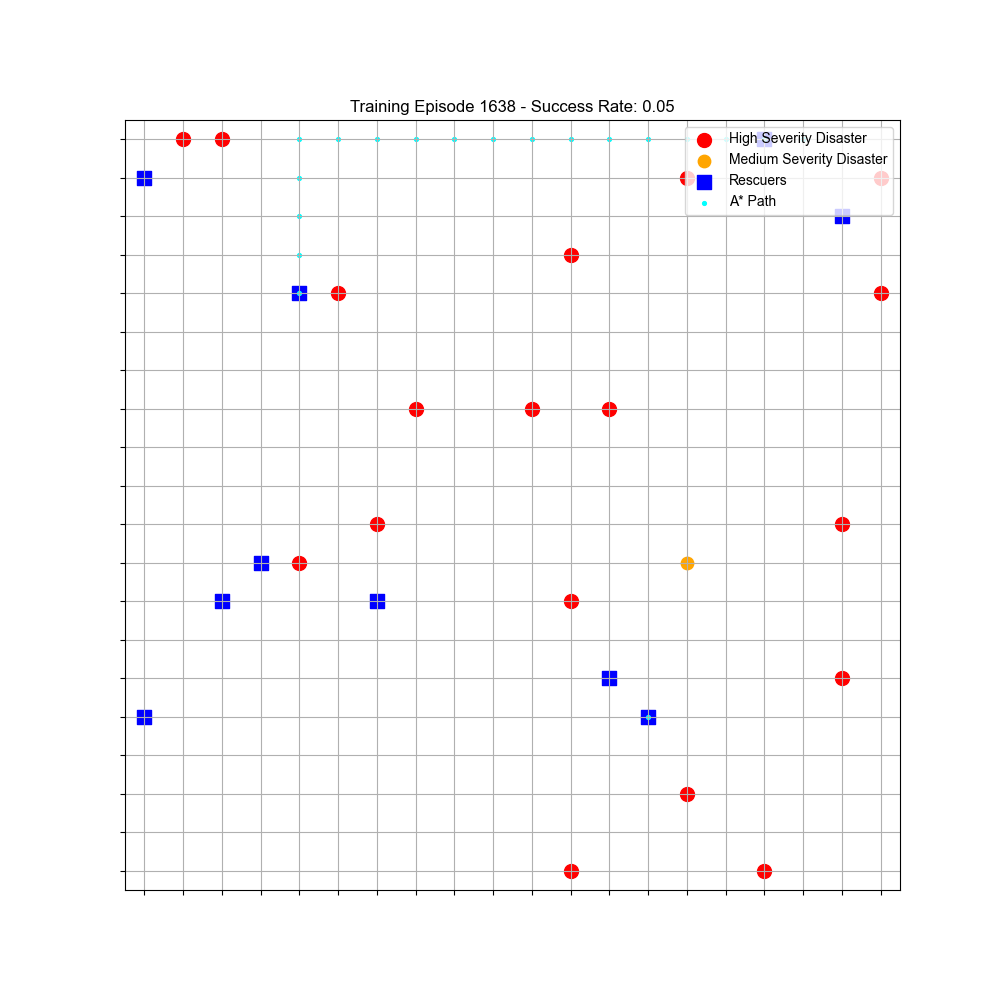 Training Episode 1638 - Success Rate: 0.05
High Severity Disaster
Medium Severity Disaster
Rescuers
A* Path